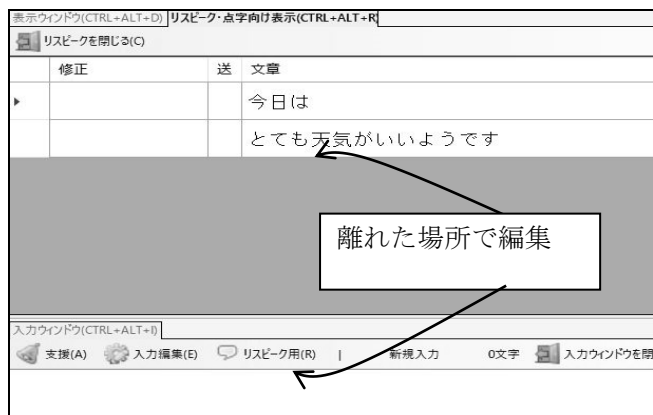 表示ウィンドウ(CTRL+ALT+D) リスピーク・点字向け表示(CTRL+ALT+R
リスピークを閉じる(C)
修正 送 文章
今日は
とても天気がいいようです
離れた場所で編集
入力ウィンドウ(CTRL+ALT+I)
支援(A) 入力編集(E) リスピーク用(R) | 新規入力 0文字 入力ウィンドウを閉